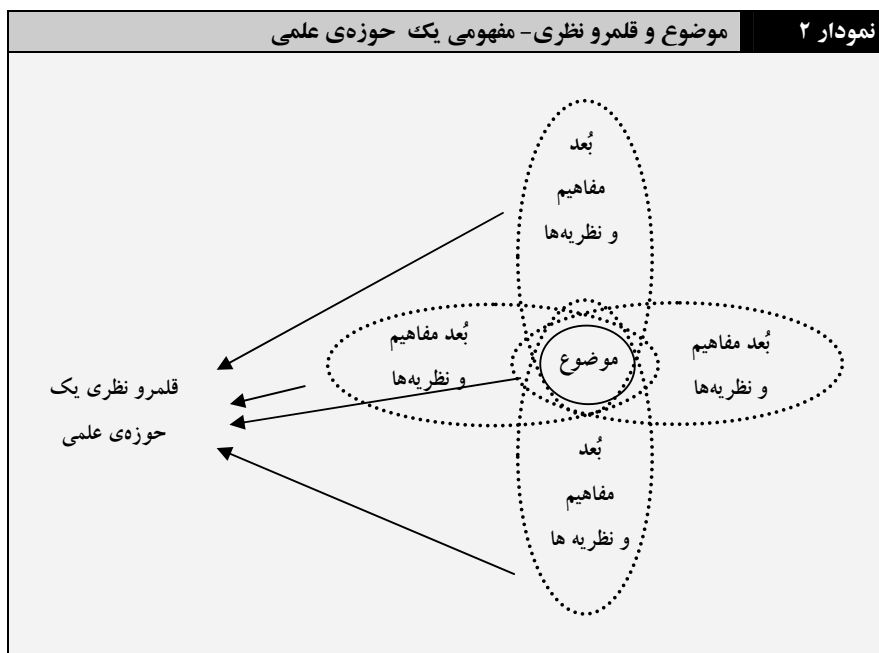 نمودار ۲ موضوع و قلمرو نظری- مفهومی یک حوزه‌ی علمی
بُعد
مفاهیم
و نظریه‌ها
بُعد مفاهیم
و نظریه‌ها
موضوع
بُعد مفاهیم
و نظریه‌ها
قلمرو نظری یک
حوزه‌ی علمی
بُعد
مفاهیم
و نظریه ها